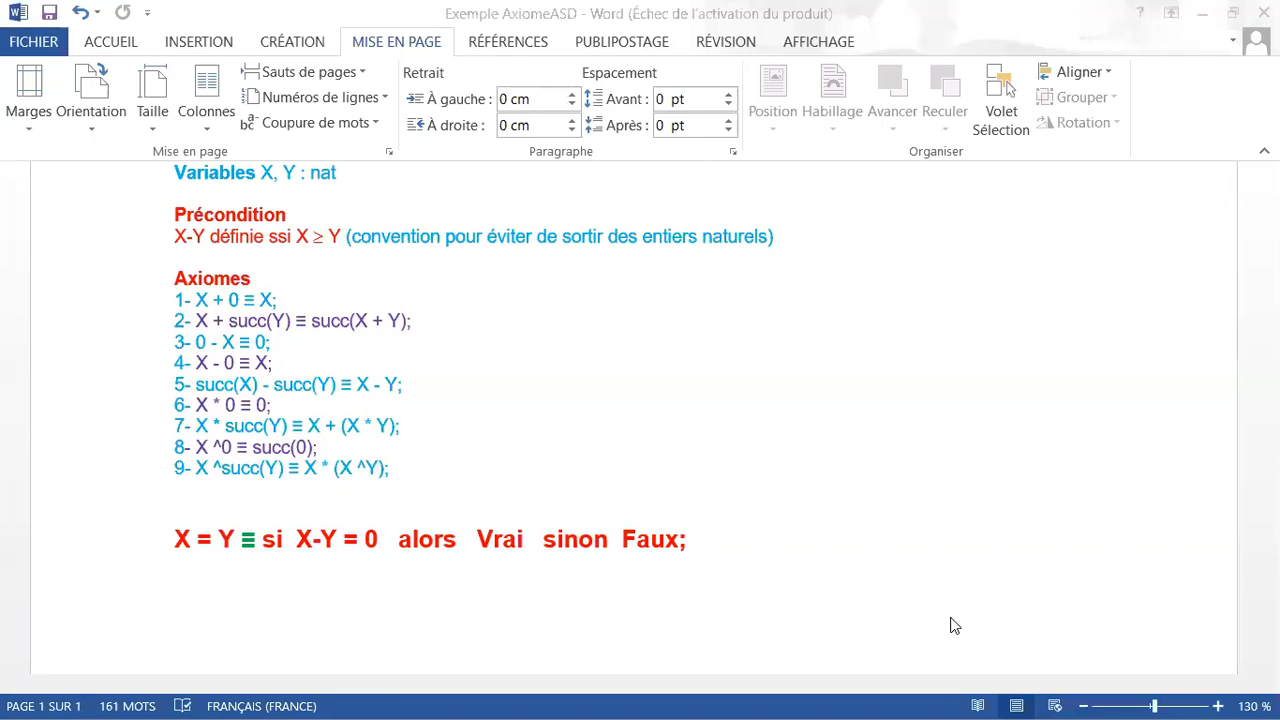 Exemple AxiomeASD - Word (Échec de l'activation du produit)
FICHIER ACCUEIL INSERTION CRÉATION MISE EN PAGE RÉFÉRENCES PUBLIPOSTAGE RÉVISION AFFICHAGE
Marges Orientation Taille Colonnes
Sauts de pages
Numéros de lignes
Coupure de mots
Mise en page
Retrait Espacement
À gauche : 0 cm Avant : 0 pt
À droite : 0 cm Après : 0 pt
Paragraphe
Position Habillage Avancer Reculer Volet Sélection
Aligner
Grouper
Rotation
Organiser
Variables X, Y : nat
Précondition
X-Y définie ssi X ≥ Y (convention pour éviter de sortir des entiers naturels)
Axiomes
1- X + 0 ≡ X;
2- X + succ(Y) ≡ succ(X + Y);
3- 0 - X ≡ 0;
4- X - 0 ≡ X;
5- succ(X) - succ(Y) ≡ X - Y;
6- X * 0 ≡ 0;
7- X * succ(Y) ≡ X + (X * Y);
8- X ^0 ≡ succ(0);
9- X ^succ(Y) ≡ X * (X ^Y);
X = Y ≡ si X-Y = 0 alors Vrai sinon Faux;
PAGE 1 SUR 1 161 MOTS FRANÇAIS (FRANCE) 130 %